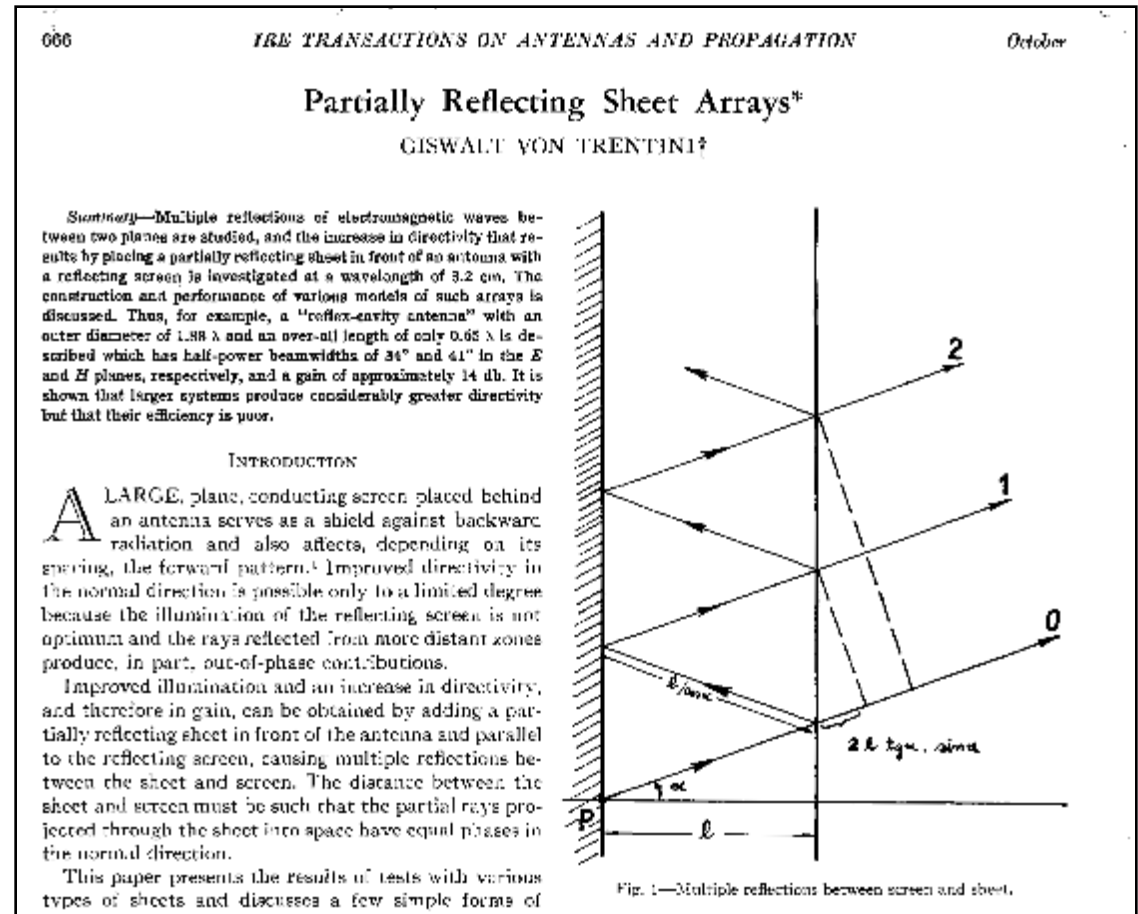 666 IRE TRANSACTIONS ON ANTENNAS AND PROPAGATION October
Partially Reflecting Sheet Arrays*
GISWALT VON TRENTINI†
Summary—Multiple reflections of electromagnetic waves be-
tween two planes are studied, and the increase in directivity that re-
sults by placing a partially reflecting sheet in front of an antenna with
a reflecting screen is investigated at a wavelength of 3.2 cm. The
construction and performance of various models of such arrays is
discussed. Thus, for example, a "reflex-cavity antenna" with an
outer diameter of 1.88 λ and an over-all length of only 0.65 λ is de-
scribed which has half-power beamwidths of 34° and 41° in the E
and H planes, respectively, and a gain of approximately 14 db. It is
shown that larger systems produce considerably greater directivity
but that their efficiency is poor.
INTRODUCTION
A LARGE, plane, conducting screen placed behind
an antenna serves as a shield against backward
radiation and also affects, depending on its
spacing, the forward pattern.¹ Improved directivity in
the normal direction is possible only to a limited degree
because the illumination of the reflecting screen is not
optimum and the rays reflected from more distant zones
produce, in part, out-of-phase contributions.
Improved illumination and an increase in directivity,
and therefore in gain, can be obtained by adding a par-
tially reflecting sheet in front of the antenna and parallel
to the reflecting screen, causing multiple reflections be-
tween the sheet and screen. The distance between the
sheet and screen must be such that the partial rays pro-
jected through the sheet into space have equal phases in
the normal direction.
This paper presents the results of tests with various
types of sheets and discusses a few simple forms of
2
1
0
2l tgα. sinα
α
P
l
Fig. 1—Multiple reflections between screen and sheet.